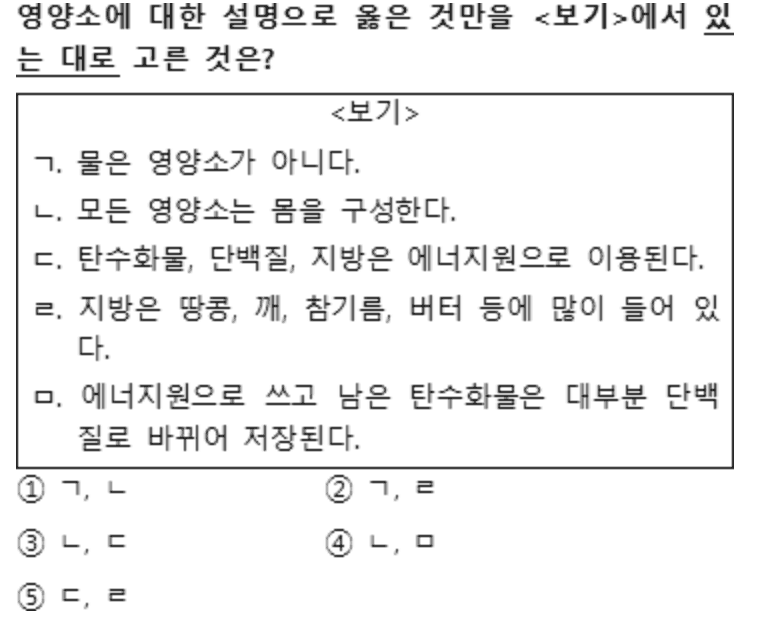 영양소에 대한 설명으로 옳은 것만을 <보기>에서 있
는 대로 고른 것은?
<보기>
ㄱ. 물은 영양소가 아니다.
ㄴ. 모든 영양소는 몸을 구성한다.
ㄷ. 탄수화물, 단백질, 지방은 에너지원으로 이용된다.
ㄹ. 지방은 땅콩, 깨, 참기름, 버터 등에 많이 들어 있
다.
ㅁ. 에너지원으로 쓰고 남은 탄수화물은 대부분 단백
질로 바뀌어 저장된다.
① ㄱ, ㄴ ② ㄱ, ㄹ
③ ㄴ, ㄷ ④ ㄴ, ㅁ
⑤ ㄷ, ㄹ